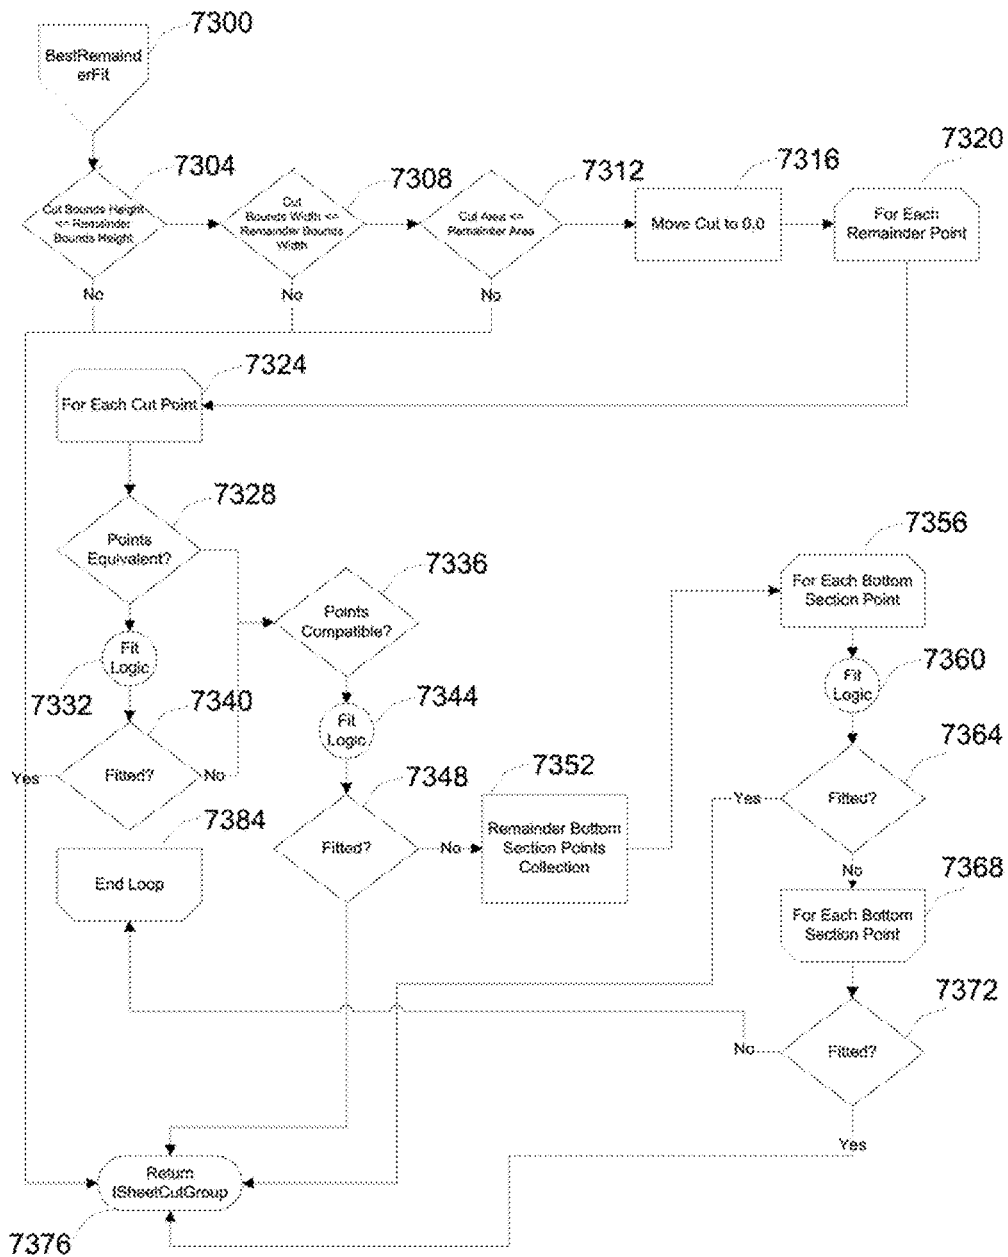 7300
BestRemaind
erFit
7304
Cut Bounds Height
<= Remainder
Bounds Height
7308
Cut
Bounds Width <=
Remainder Bounds
Width
7312
Cut Area <=
Remainder Area
7316
Move Cut to 0.0
7320
For Each
Remainder Point
No
No
No
7324
For Each Cut Point
7328
Points
Equivalent?
7332
Fit
Logic
7340
Fitted?
Yes
No
7336
Points
Compatible?
7344
Fit
Logic
7348
Fitted?
No
7352
Remainder Bottom
Section Points
Collection
7356
For Each Bottom
Section Point
7360
Fit
Logic
7364
Fitted?
Yes
No
7368
For Each Bottom
Section Point
7372
Fitted?
No
Yes
7384
End Loop
Return
ISheetCutGroup
7376